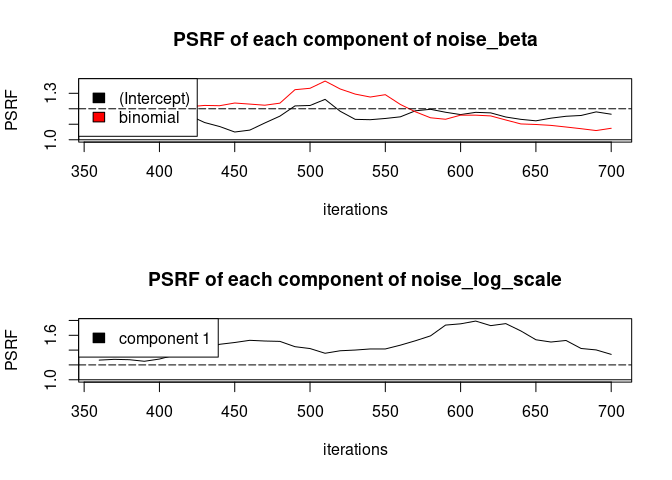 PSRF of each component of noise_beta
PSRF
1.3
1.0
(Intercept)
binomial
350 400 450 500 550 600 650 700
iterations
PSRF of each component of noise_log_scale
PSRF
1.6
1.0
component 1
350 400 450 500 550 600 650 700
iterations